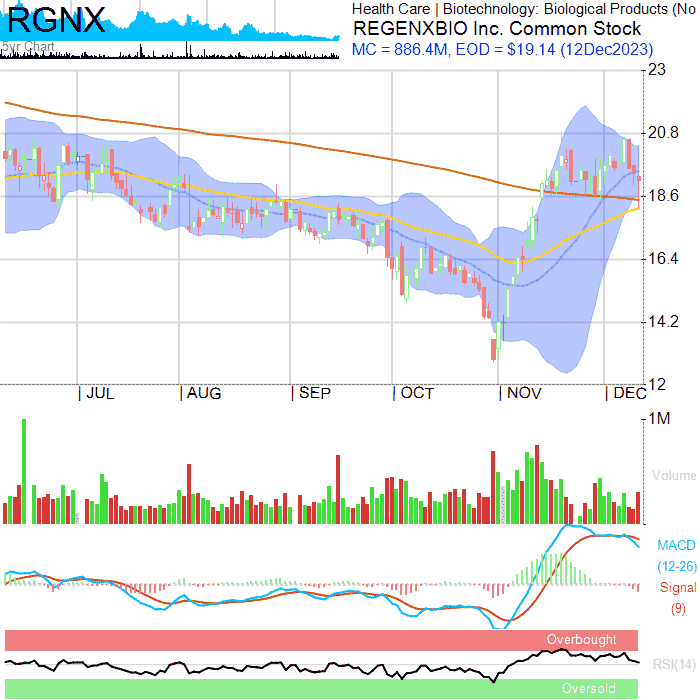 RGNX
5yr Chart
Health Care | Biotechnology: Biological Products (No
REGENXBIO Inc. Common Stock
MC = 886.4M, EOD = $19.14 (12Dec2023)
23
20.8
18.6
16.4
14.2
12
| JUL | AUG | SEP | OCT | NOV | DEC
1M
Volume
MACD
(12-26)
Signal
(9)
Overbought
RSI(14)
Oversold